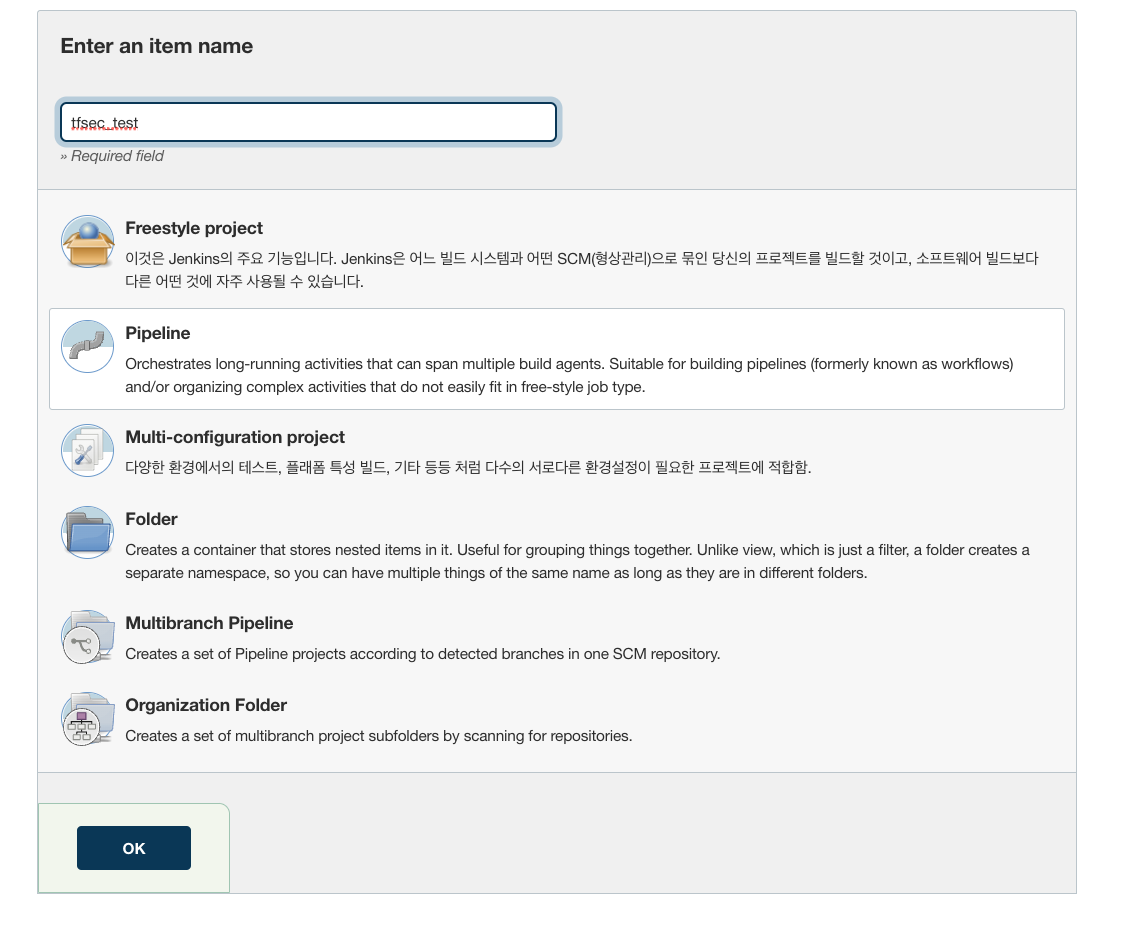 Enter an item name
tfsec_test
» Required field
Freestyle project
이것은 Jenkins의 주요 기능입니다. Jenkins은 어느 빌드 시스템과 어떤 SCM(형상관리)으로 묶인 당신의 프로젝트를 빌드할 것이고, 소프트웨어 빌드보다
다른 어떤 것에 자주 사용될 수 있습니다.
Pipeline
Orchestrates long-running activities that can span multiple build agents. Suitable for building pipelines (formerly known as workflows)
and/or organizing complex activities that do not easily fit in free-style job type.
Multi-configuration project
다양한 환경에서의 테스트, 플래폼 특성 빌드, 기타 등등 처럼 다수의 서로다른 환경설정이 필요한 프로젝트에 적합함.
Folder
Creates a container that stores nested items in it. Useful for grouping things together. Unlike view, which is just a filter, a folder creates a
separate namespace, so you can have multiple things of the same name as long as they are in different folders.
Multibranch Pipeline
Creates a set of Pipeline projects according to detected branches in one SCM repository.
Organization Folder
Creates a set of multibranch project subfolders by scanning for repositories.
OK